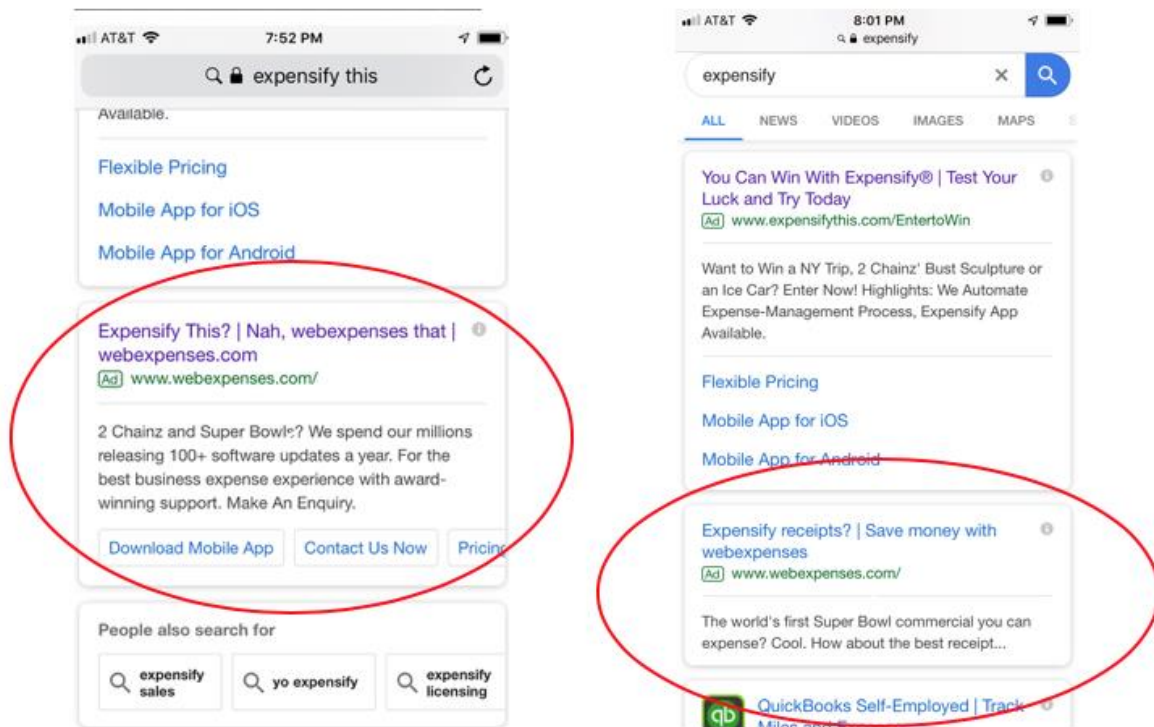 AT&T 7:52 PM
expensify this
Available.
Flexible Pricing
Mobile App for iOS
Mobile App for Android
Expensify This? | Nah, webexpenses that |
webexpenses.com
Ad www.webexpenses.com/
2 Chainz and Super Bowls? We spend our millions
releasing 100+ software updates a year. For the
best business expense experience with award-
winning support. Make An Enquiry.
Download Mobile App Contact Us Now Pricing
People also search for
expensify
sales
yo expensify
expensify
licensing
AT&T 8:01 PM
expensify
expensify
ALL NEWS VIDEOS IMAGES MAPS
You Can Win With Expensify® | Test Your
Luck and Try Today
Ad www.expensifythis.com/EntertoWin
Want to Win a NY Trip, 2 Chainz' Bust Sculpture or
an Ice Car? Enter Now! Highlights: We Automate
Expense-Management Process, Expensify App
Available.
Flexible Pricing
Mobile App for iOS
Mobile App for Android
Expensify receipts? | Save money with
webexpenses
Ad www.webexpenses.com/
The world's first Super Bowl commercial you can
expense? Cool. How about the best receipt...
qb QuickBooks Self-Employed | Track
Miles and